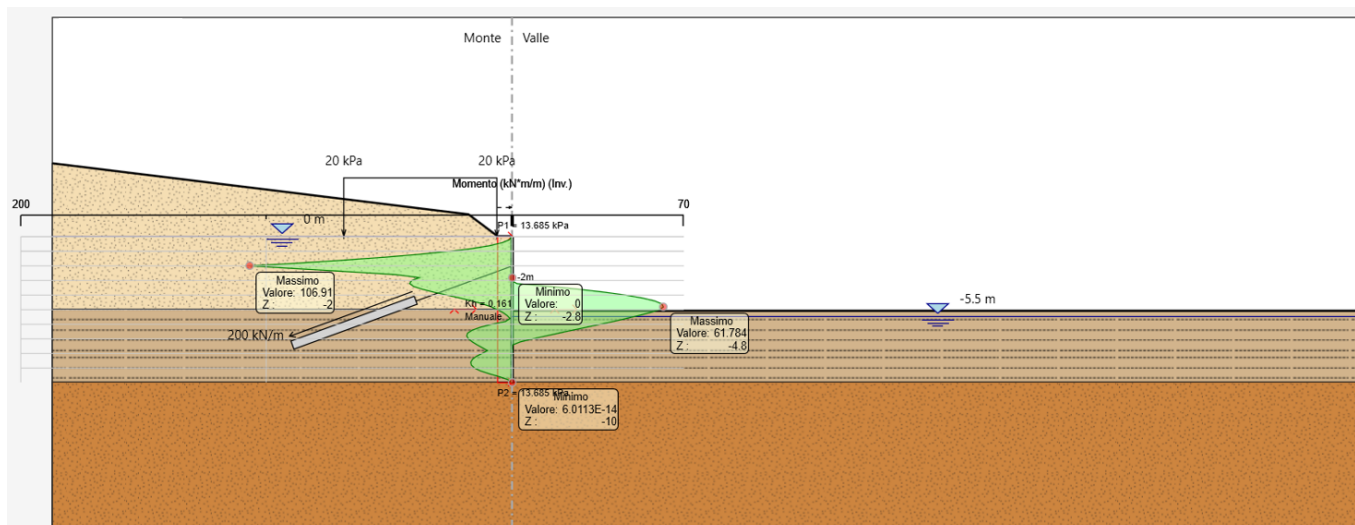 Monte Valle
20 kPa 20 kPa
Momento (kN*m/m) (Inv.)
200 70
0 m P1 = 13.685 kPa
-2m
Massimo
Valore: 106.91
Z : -2
Minimo
Valore: 0
Z : -2.8
Kh = 0.161
Manuale
-5.5 m
Massimo
Valore: 61.784
Z : -4.8
200 kN/m
P2 = 13.685 kPa
Minimo
Valore: 6.0113E-14
Z : -10